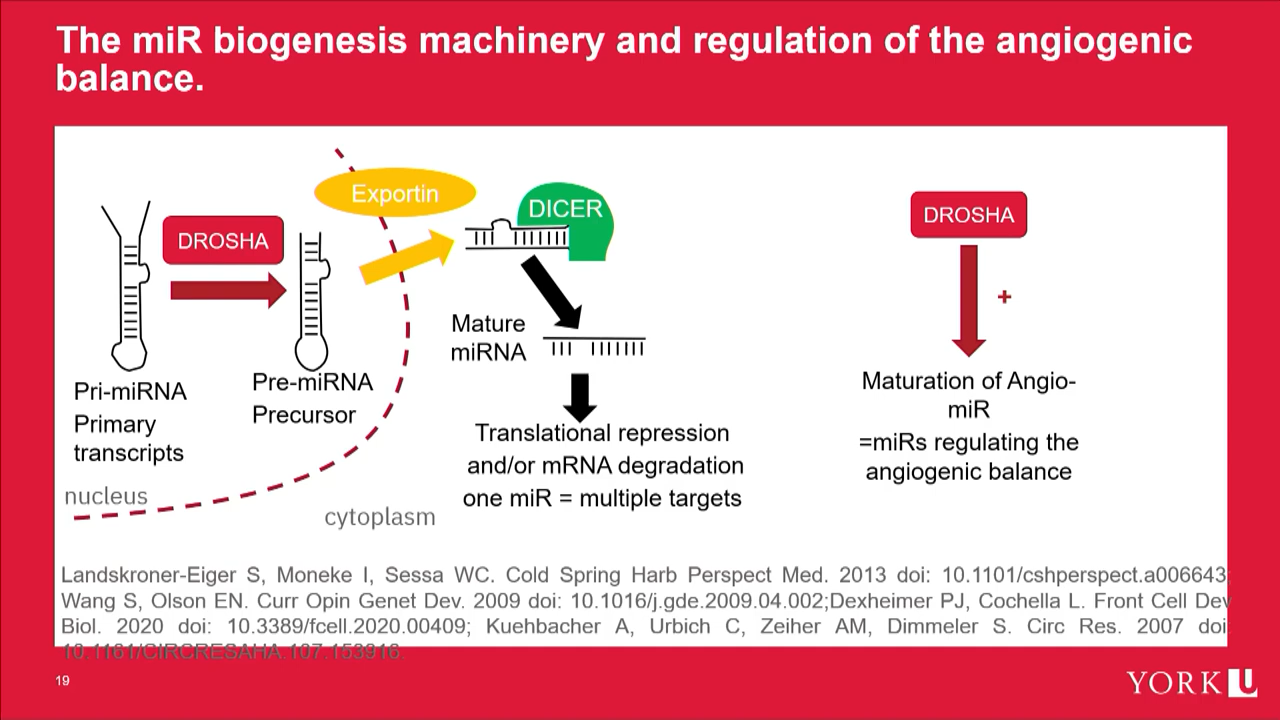 The miR biogenesis machinery and regulation of the angiogenic
balance.
Exportin
DICER
DROSHA
Mature
miRNA
Pri-miRNA
Primary
transcripts
Pre-miRNA
Precursor
nucleus
cytoplasm
Translational repression
and/or mRNA degradation
one miR = multiple targets
DROSHA
+
Maturation of Angio-
miR
=miRs regulating the
angiogenic balance
Landskroner-Eiger S, Moneke I, Sessa WC. Cold Spring Harb Perspect Med. 2013 doi: 10.1101/cshperspect.a006643;
Wang S, Olson EN. Curr Opin Genet Dev. 2009 doi: 10.1016/j.gde.2009.04.002;Dexheimer PJ, Cochella L. Front Cell Dev
Biol. 2020 doi: 10.3389/fcell.2020.00409; Kuehbacher A, Urbich C, Zeiher AM, Dimmeler S. Circ Res. 2007 doi
10.1161/CIRCRESAHA.107.153916.
19
YORK U